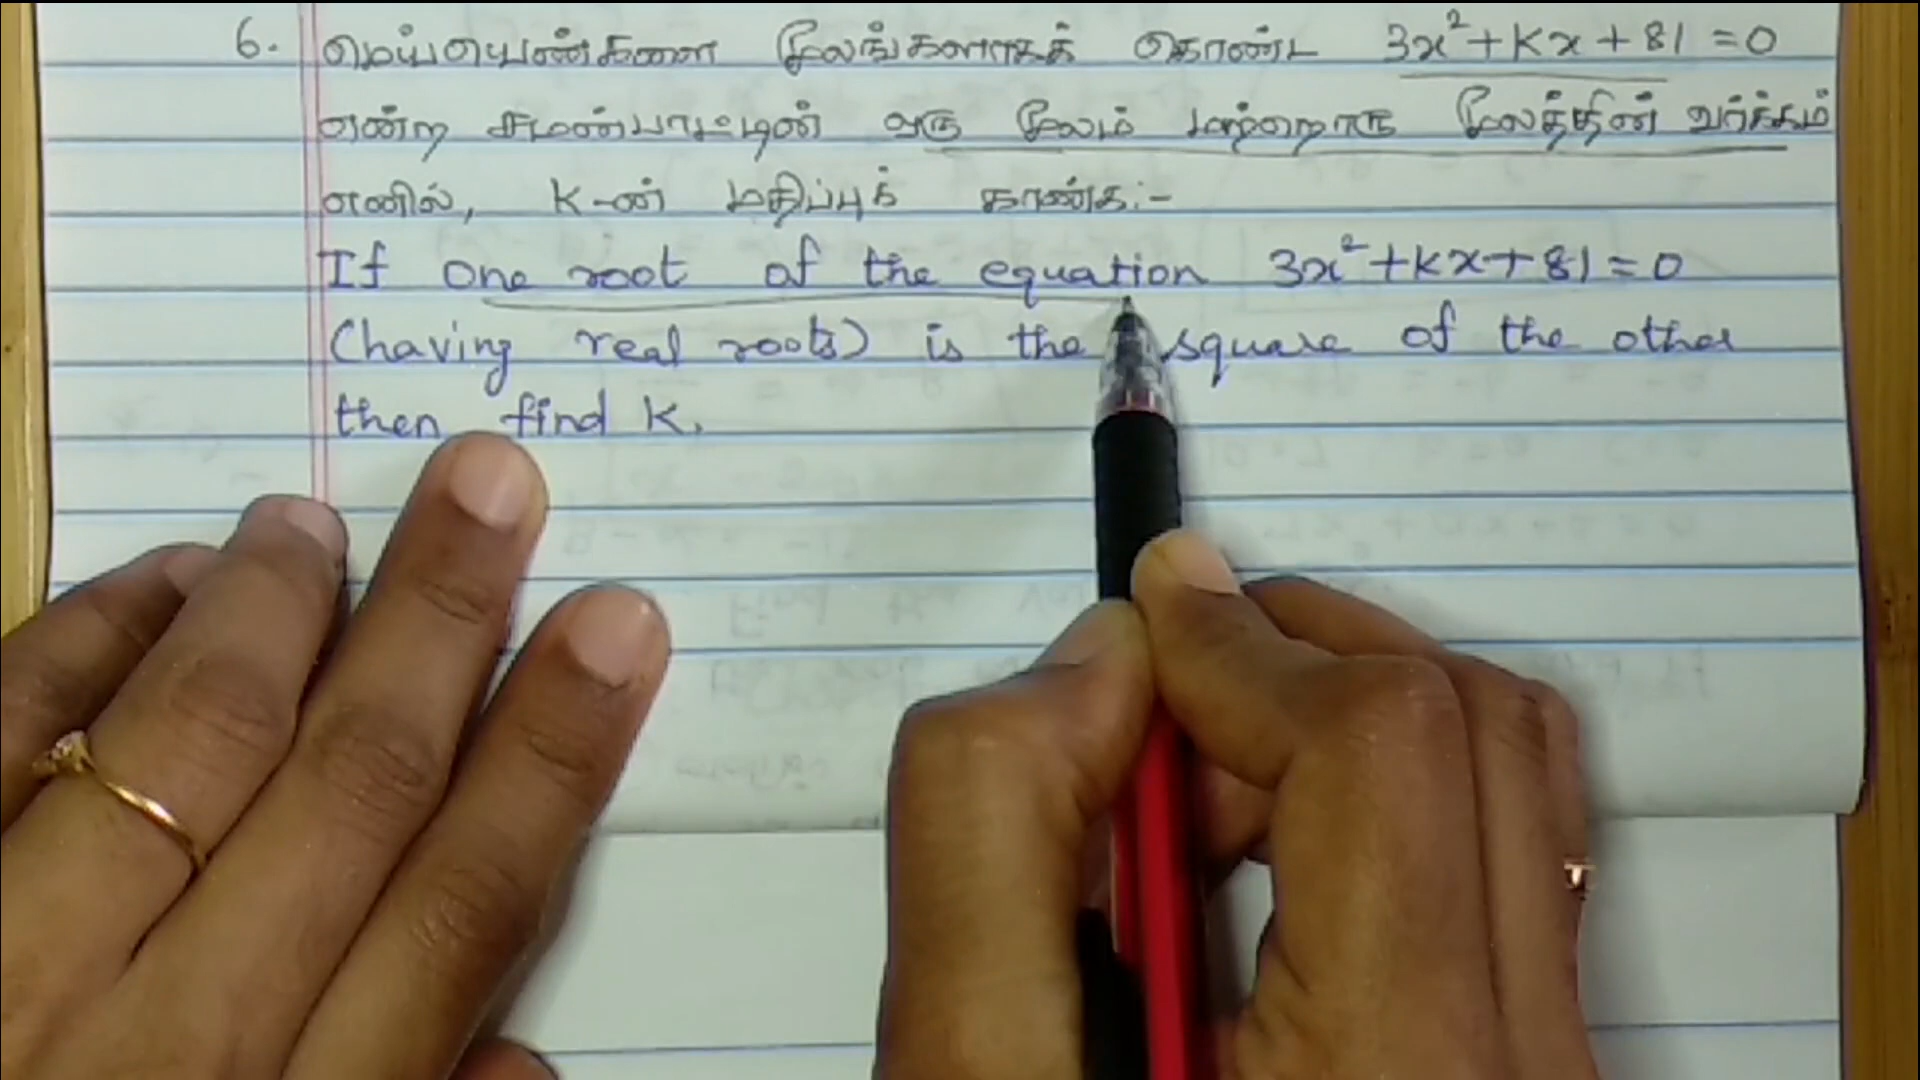 6. மெய்யெண்களை மூலங்களாகக் கொண்ட 3x²+Kx+81=0
என்ற சமன்பாட்டின் ஒரு மூலம் மற்றொரு மூலத்தின் வர்க்கம்
எனில், K-ன் மதிப்புக் காண்க:-
If one root of the equation 3x²+Kx+81=0
(having real roots) is the square of the other
then find K.